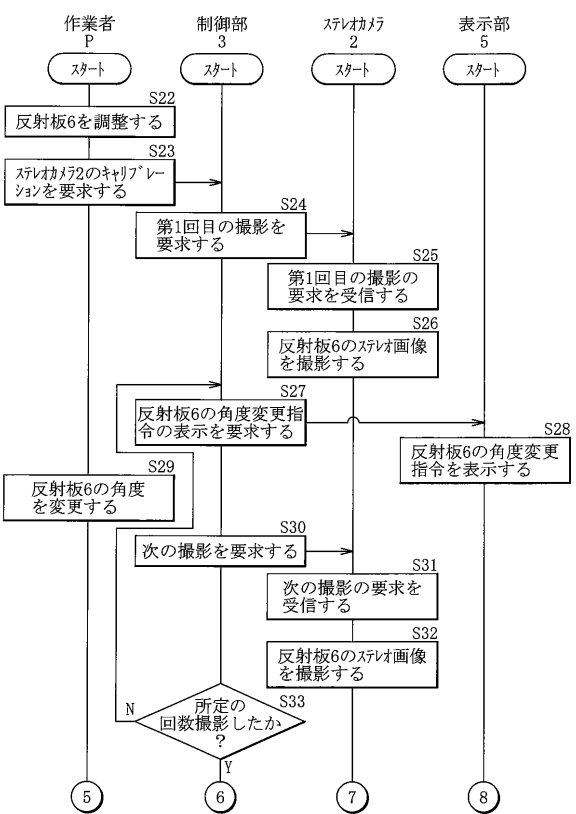 作業者
P
制御部
3
ｽﾃﾚｵｶﾒﾗ
2
表示部
5
ｽﾀｰﾄ
ｽﾀｰﾄ
ｽﾀｰﾄ
ｽﾀｰﾄ
S22
反射板6を調整する
S23
ｽﾃﾚｵｶﾒﾗ2のｷｬﾘﾌﾞﾚｰ
ｼｮﾝを要求する
S24
第1回目の撮影を
要求する
S25
第1回目の撮影の
要求を受信する
S26
反射板6のｽﾃﾚｵ画像
を撮影する
S27
反射板6の角度変更指
令の表示を要求する
S28
反射板6の角度変更
指令を表示する
S29
反射板6の角度
を変更する
S30
次の撮影を要求する
S31
次の撮影の要求を
受信する
S32
反射板6のｽﾃﾚｵ画像
を撮影する
S33
所定の
回数撮影したか
?
N
Y
5
6
7
8